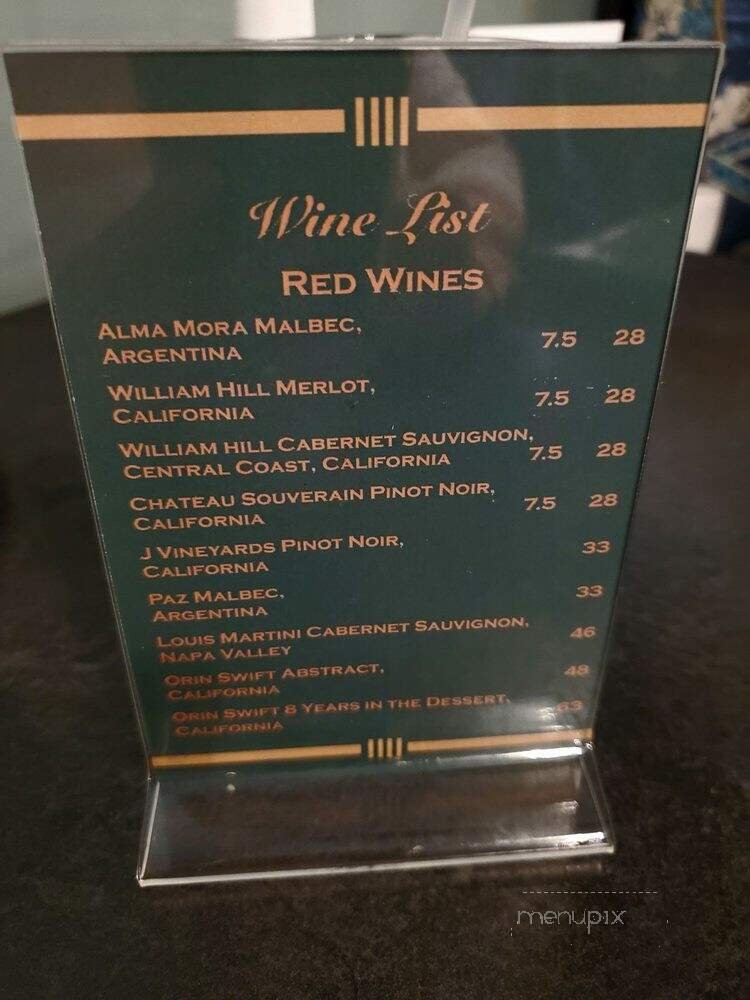 Wine List
RED WINES
ALMA MORA MALBEC, 7.5 28
ARGENTINA
WILLIAM HILL MERLOT, 7.5 28
CALIFORNIA
WILLIAM HILL CABERNET SAUVIGNON, 7.5 28
CENTRAL COAST, CALIFORNIA
CHATEAU SOUVERAIN PINOT NOIR, 7.5 28
CALIFORNIA
J VINEYARDS PINOT NOIR, 33
CALIFORNIA
PAZ MALBEC, 33
ARGENTINA
LOUIS MARTINI CABERNET SAUVIGNON, 46
NAPA VALLEY
ORIN SWIFT ABSTRACT, 48
CALIFORNIA
ORIN SWIFT 8 YEARS IN THE DESSERT, 63
CALIFORNIA
menupix